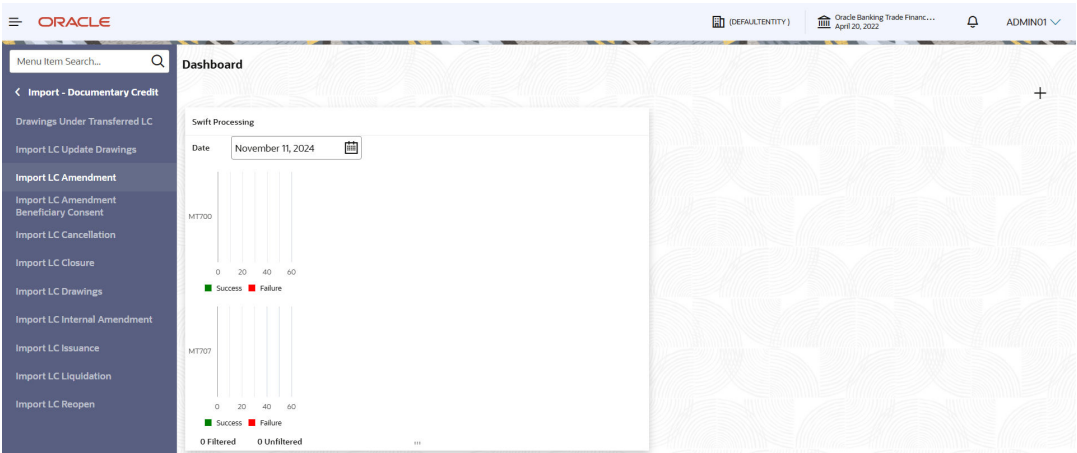 ORACLE
(DEFAULTENTITY)
Oracle Banking Trade Financ...
April 20, 2022
ADMIN01
Menu Item Search...
Import - Documentary Credit
Drawings Under Transferred LC
Import LC Update Drawings
Import LC Amendment
Import LC Amendment
Beneficiary Consent
Import LC Cancellation
Import LC Closure
Import LC Drawings
Import LC Internal Amendment
Import LC Issuance
Import LC Liquidation
Import LC Reopen
Dashboard
Swift Processing
Date November 11, 2024
MT700
0 20 40 60
Success Failure
MT707
0 20 40 60
Success Failure
0 Filtered 0 Unfiltered